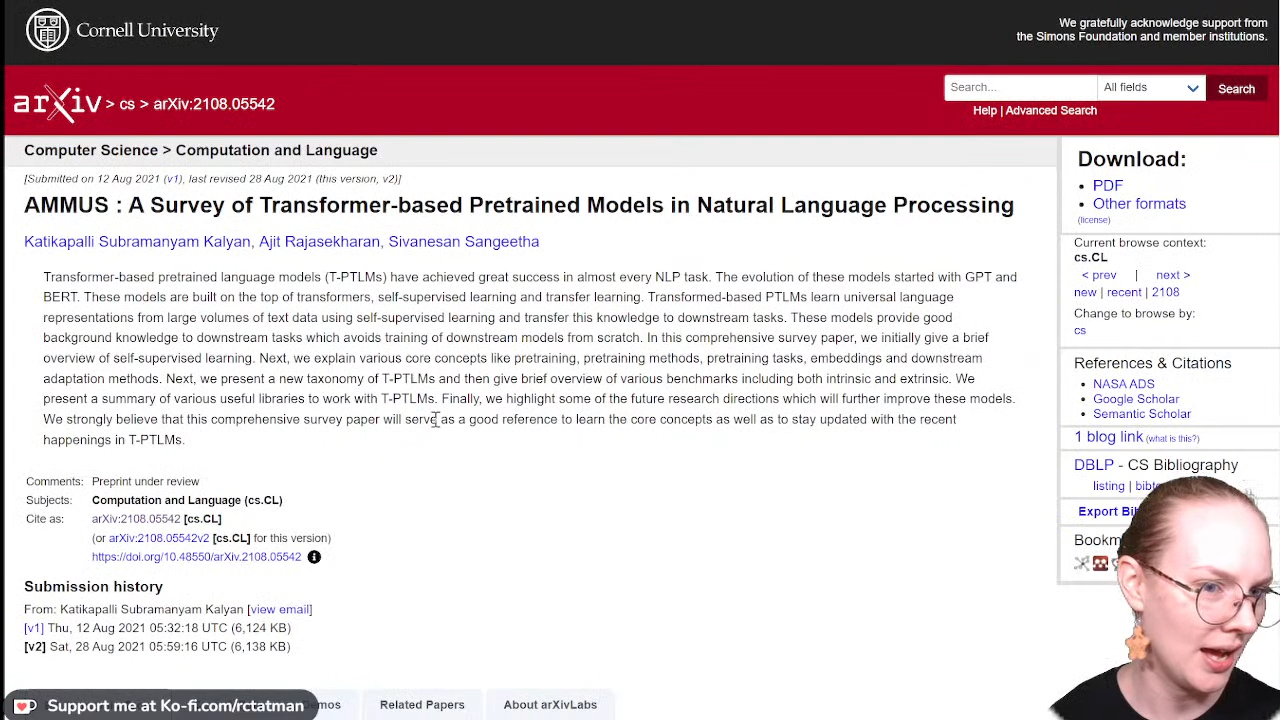 Cornell University
We gratefully acknowledge support from
the Simons Foundation and member institutions.
arXiv > cs > arXiv:2108.05542
Search...
All fields
Search
Help | Advanced Search
Computer Science > Computation and Language
[Submitted on 12 Aug 2021 (v1), last revised 28 Aug 2021 (this version, v2)]
AMMUS : A Survey of Transformer-based Pretrained Models in Natural Language Processing
Katikapalli Subramanyam Kalyan, Ajit Rajasekharan, Sivanesan Sangeetha
Transformer-based pretrained language models (T-PTLMs) have achieved great success in almost every NLP task. The evolution of these models started with GPT and
BERT. These models are built on the top of transformers, self-supervised learning and transfer learning. Transformed-based PTLMs learn universal language
representations from large volumes of text data using self-supervised learning and transfer this knowledge to downstream tasks. These models provide good
background knowledge to downstream tasks which avoids training of downstream models from scratch. In this comprehensive survey paper, we initially give a brief
overview of self-supervised learning. Next, we explain various core concepts like pretraining, pretraining methods, pretraining tasks, embeddings and downstream
adaptation methods. Next, we present a new taxonomy of T-PTLMs and then give brief overview of various benchmarks including both intrinsic and extrinsic. We
present a summary of various useful libraries to work with T-PTLMs. Finally, we highlight some of the future research directions which will further improve these models.
We strongly believe that this comprehensive survey paper will serve as a good reference to learn the core concepts as well as to stay updated with the recent
happenings in T-PTLMs.
Comments: Preprint under review
Subjects: Computation and Language (cs.CL)
Cite as: arXiv:2108.05542 [cs.CL]
(or arXiv:2108.05542v2 [cs.CL] for this version)
https://doi.org/10.48550/arXiv.2108.05542
Submission history
From: Katikapalli Subramanyam Kalyan [view email]
[v1] Thu, 12 Aug 2021 05:32:18 UTC (6,124 KB)
[v2] Sat, 28 Aug 2021 05:59:16 UTC (6,138 KB)
Related Papers
About arXivLabs
Support me at Ko-fi.com/rctatman
Download:
PDF
Other formats
(license)
Current browse context:
cs.CL
< prev | next >
new | recent | 2108
Change to browse by:
cs
References & Citations
NASA ADS
Google Scholar
Semantic Scholar
1 blog link (what is this?)
DBLP - CS Bibliography
listing |
Export